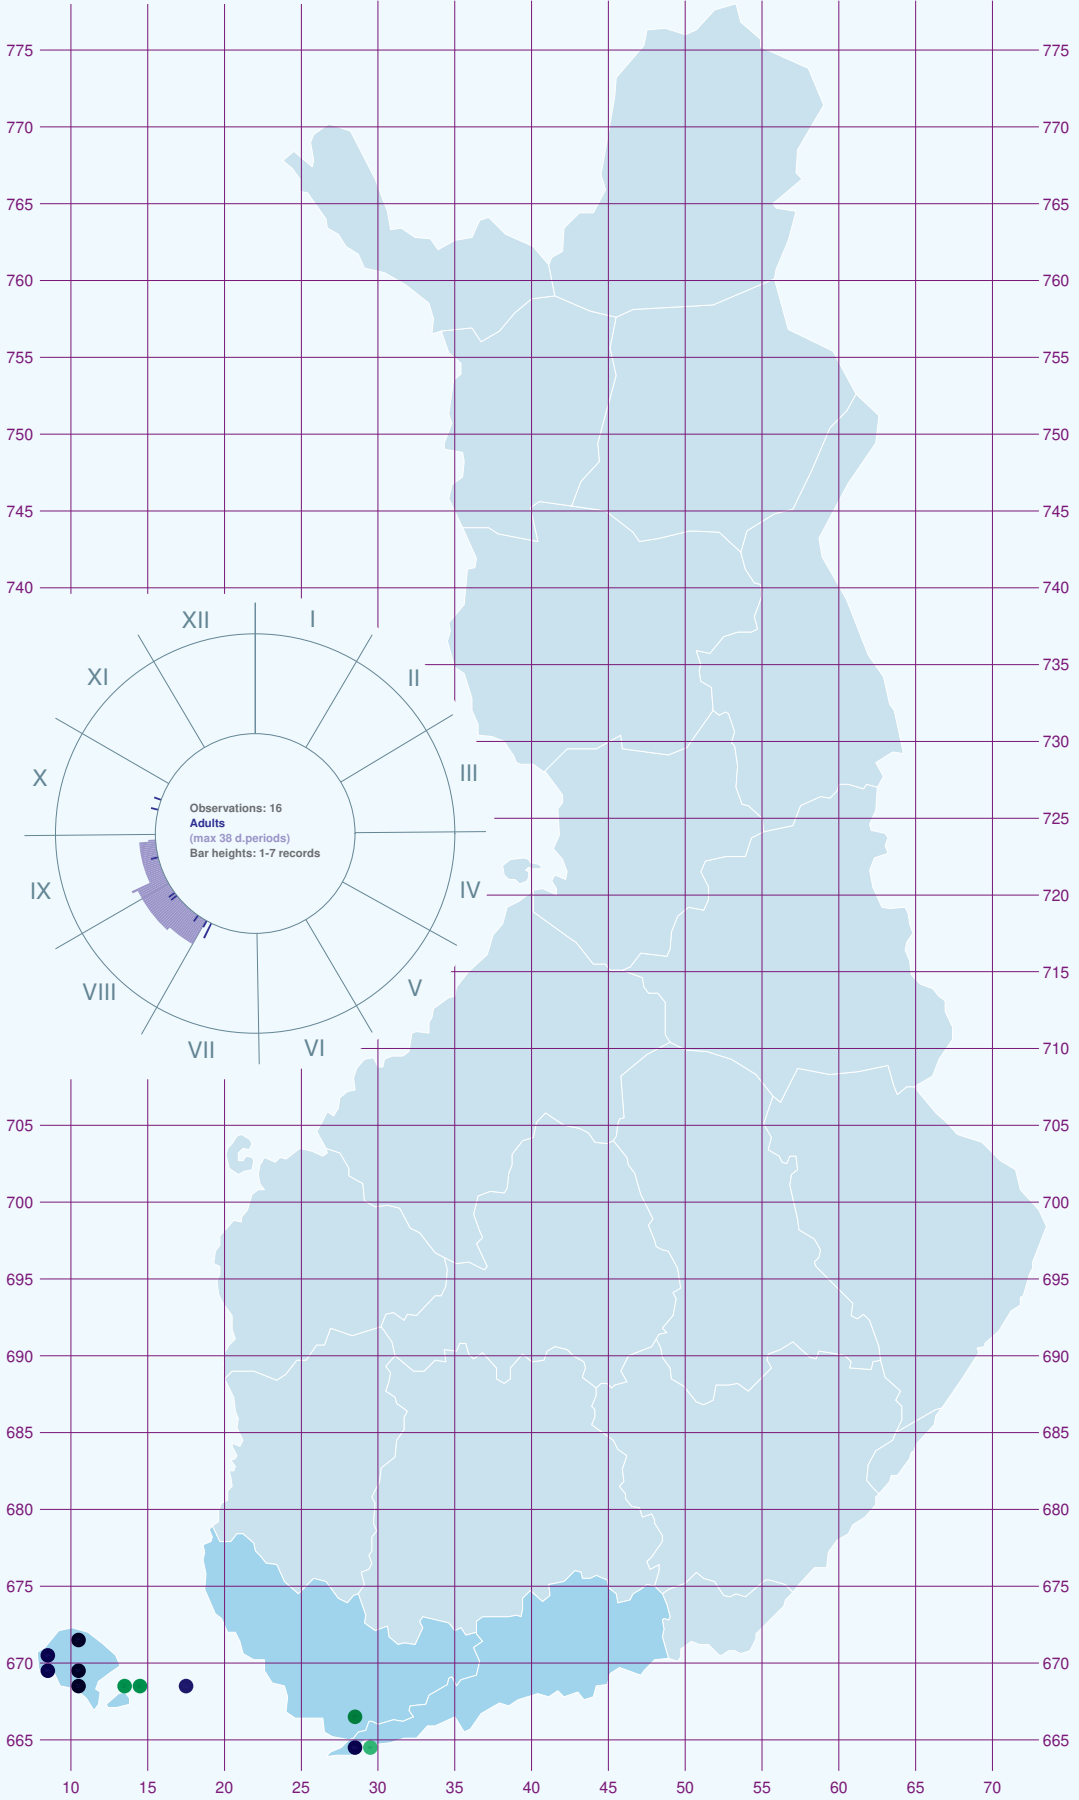 775 775
770 770
765 765
760 760
755 755
750 750
745 745
740 740
XII I
735
XI II
730
X III
Observations: 16
725
Adults
(max 38 d.periods)
Bar heights: 1-7 records
IX IV
720
715
VIII V
VII VI
710
705 705
700 700
695 695
690 690
685 685
680 680
675 675
670 670
665 665
10 15 20 25 30 35 40 45 50 55 60 65 70